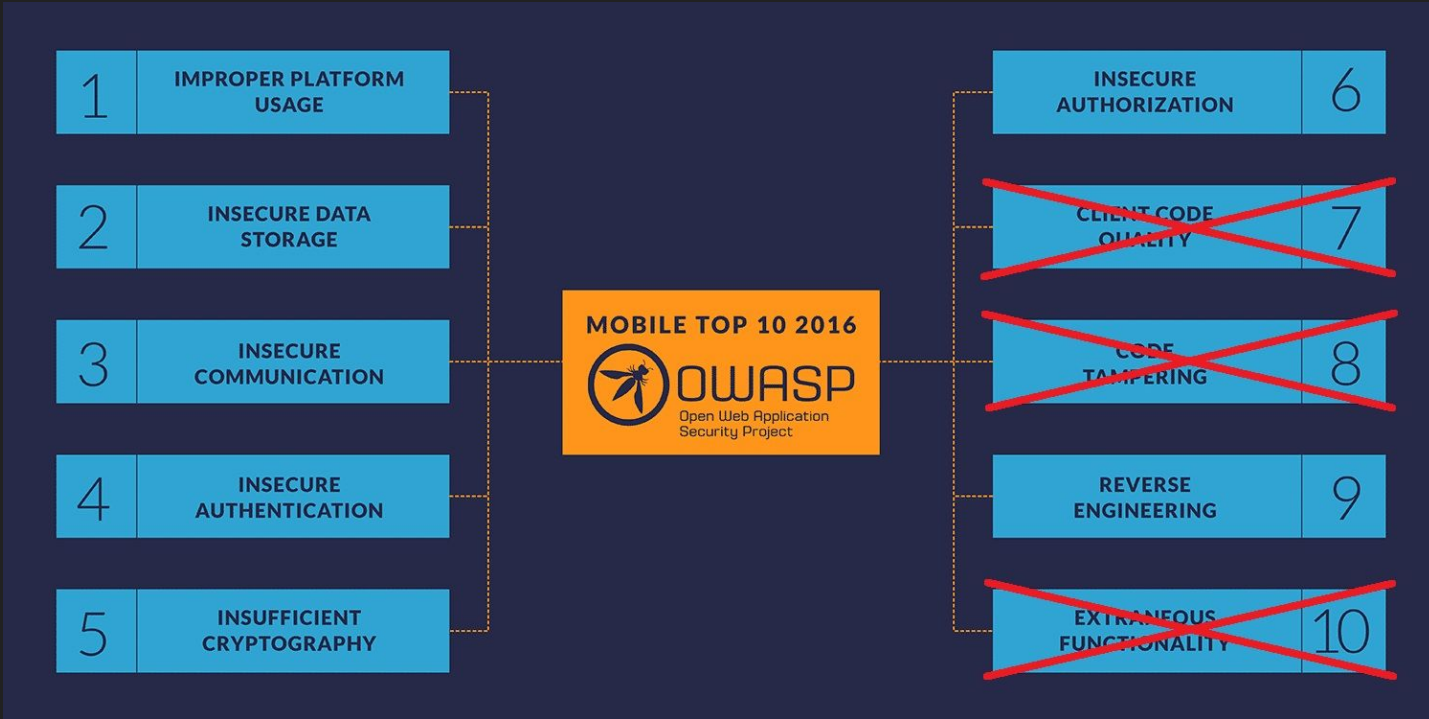 1
IMPROPER PLATFORM
USAGE
2
INSECURE DATA
STORAGE
3
INSECURE
COMMUNICATION
4
INSECURE
AUTHENTICATION
5
INSUFFICIENT
CRYPTOGRAPHY
MOBILE TOP 10 2016
OWASP
Open Web Application
Security Project
INSECURE
AUTHORIZATION
6
CLIENT CODE
QUALITY
7
CODE
TAMPERING
8
REVERSE
ENGINEERING
9
EXTRANEOUS
FUNCTIONALITY
10